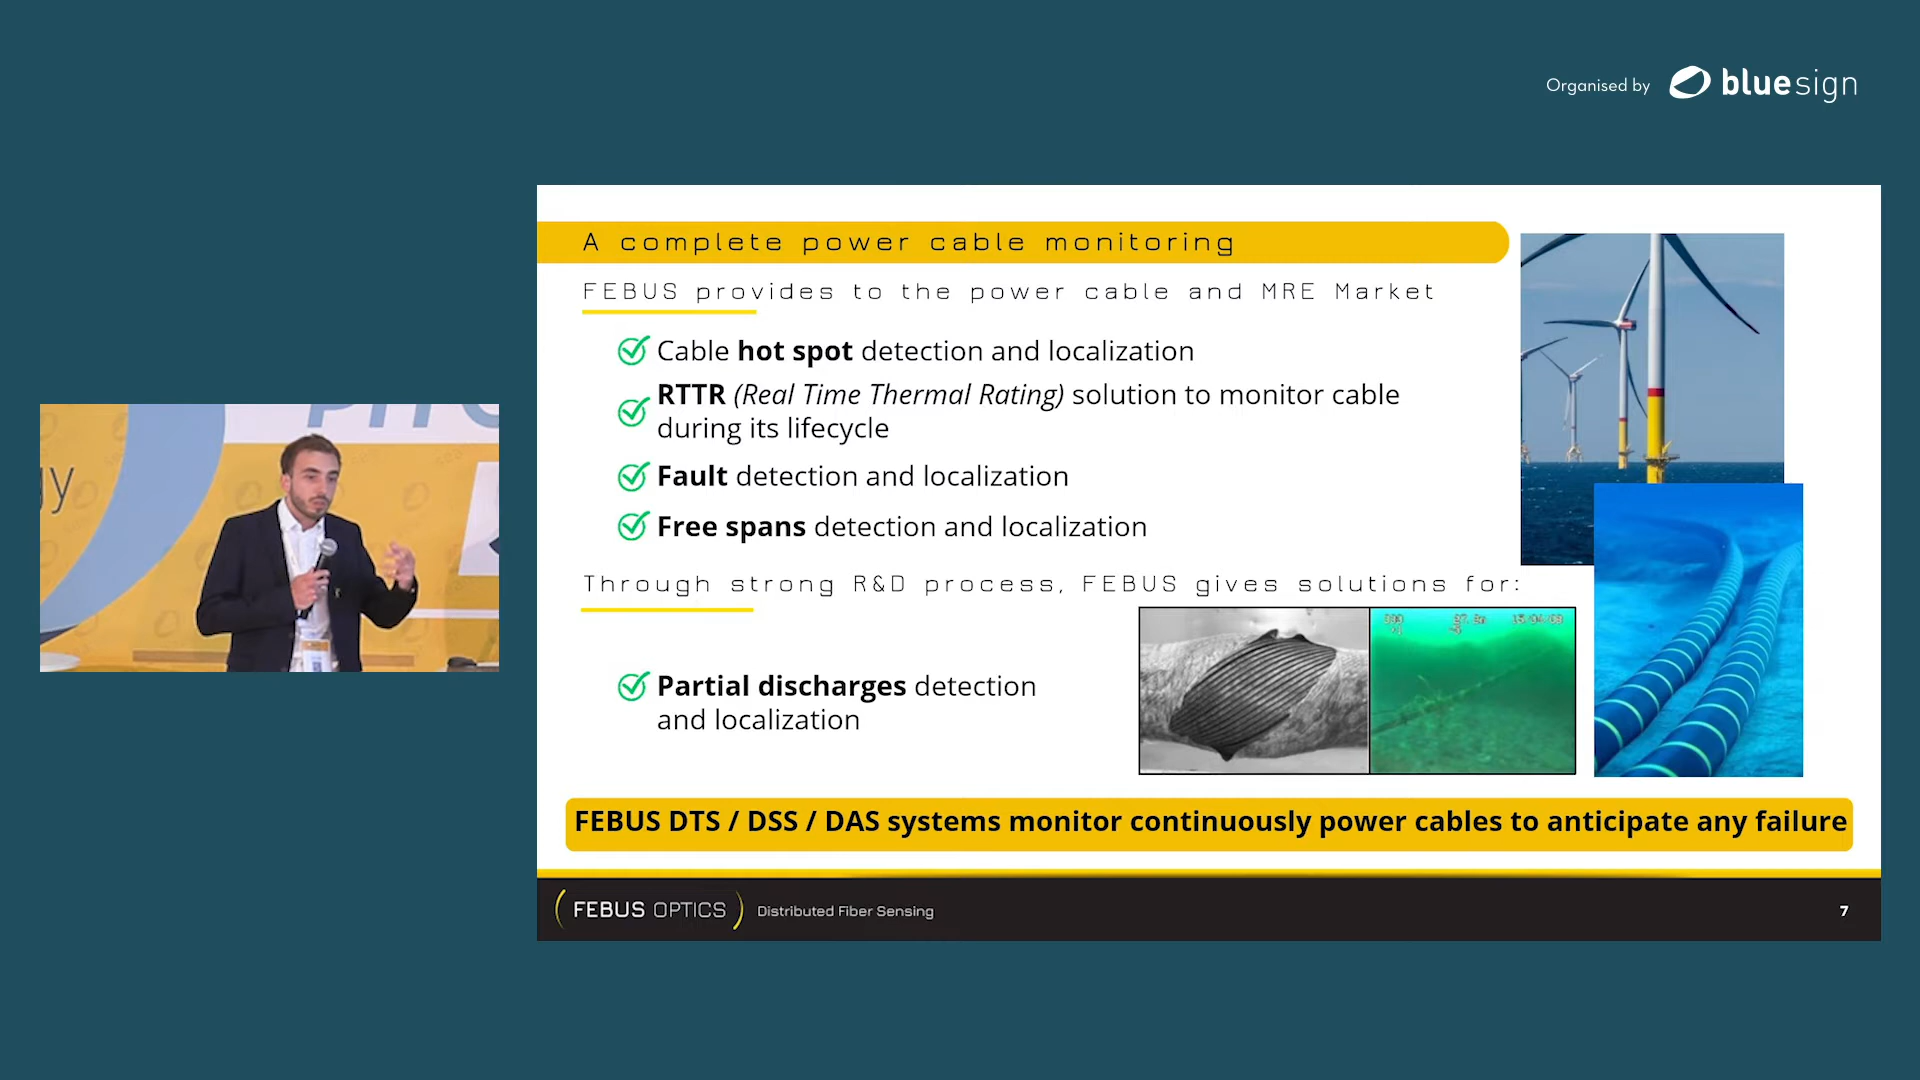 Organised by bluesign
A complete power cable monitoring
FEBUS provides to the power cable and MRE Market
Cable hot spot detection and localization
RTTR (Real Time Thermal Rating) solution to monitor cable
during its lifecycle
Fault detection and localization
Free spans detection and localization
Through strong R&D process, FEBUS gives solutions for:
Partial discharges detection
and localization
FEBUS DTS / DSS / DAS systems monitor continuously power cables to anticipate any failure
FEBUS OPTICS Distributed Fiber Sensing
7